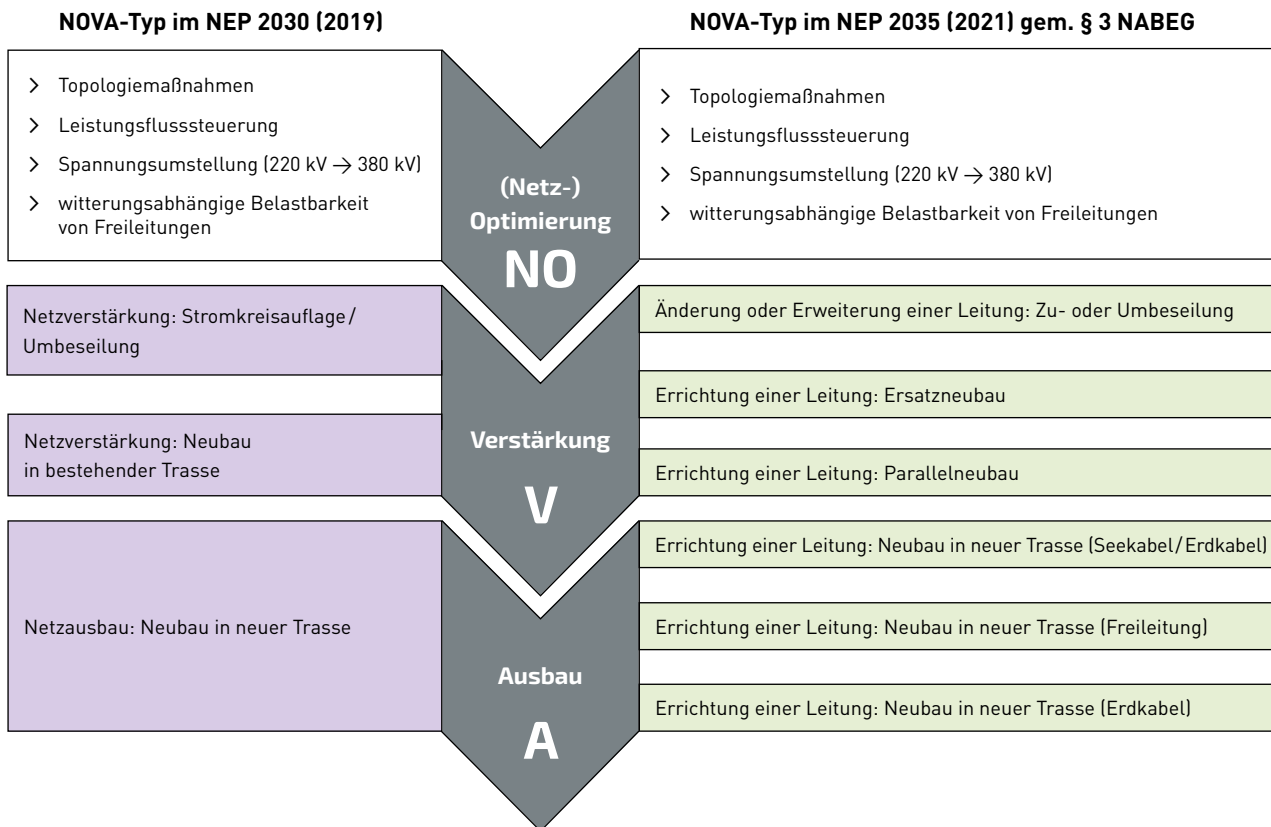 NOVA-Typ im NEP 2030 (2019)
NOVA-Typ im NEP 2035 (2021) gem. § 3 NABEG
> Topologiemaßnahmen
> Leistungsflusssteuerung
> Spannungsumstellung (220 kV → 380 kV)
> witterungsabhängige Belastbarkeit
von Freileitungen
(Netz-)
Optimierung
NO
> Topologiemaßnahmen
> Leistungsflusssteuerung
> Spannungsumstellung (220 kV → 380 kV)
> witterungsabhängige Belastbarkeit von Freileitungen
Netzverstärkung: Stromkreisauflage/
Umbeseilung
Netzverstärkung: Neubau
in bestehender Trasse
Verstärkung
V
Änderung oder Erweiterung einer Leitung: Zu- oder Umbeseilung
Errichtung einer Leitung: Ersatzneubau
Errichtung einer Leitung: Parallelneubau
Netzausbau: Neubau in neuer Trasse
Ausbau
A
Errichtung einer Leitung: Neubau in neuer Trasse (Seekabel/Erdkabel)
Errichtung einer Leitung: Neubau in neuer Trasse (Freileitung)
Errichtung einer Leitung: Neubau in neuer Trasse (Erdkabel)